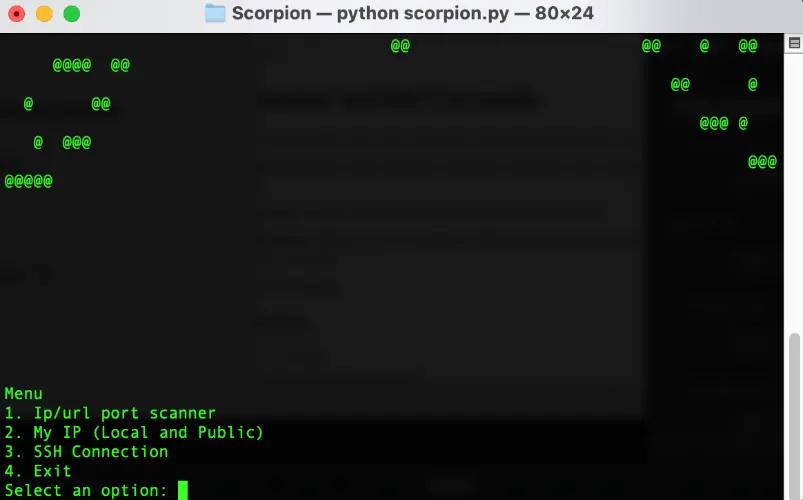 Scorpion — python scorpion.py — 80×24
@@ @@ @ @@
@@@@ @@
@@ @
@ @@
@@@ @
@ @@@
@@@
@@@@@
Menu
1. Ip/url port scanner
2. My IP (Local and Public)
3. SSH Connection
4. Exit
Select an option: